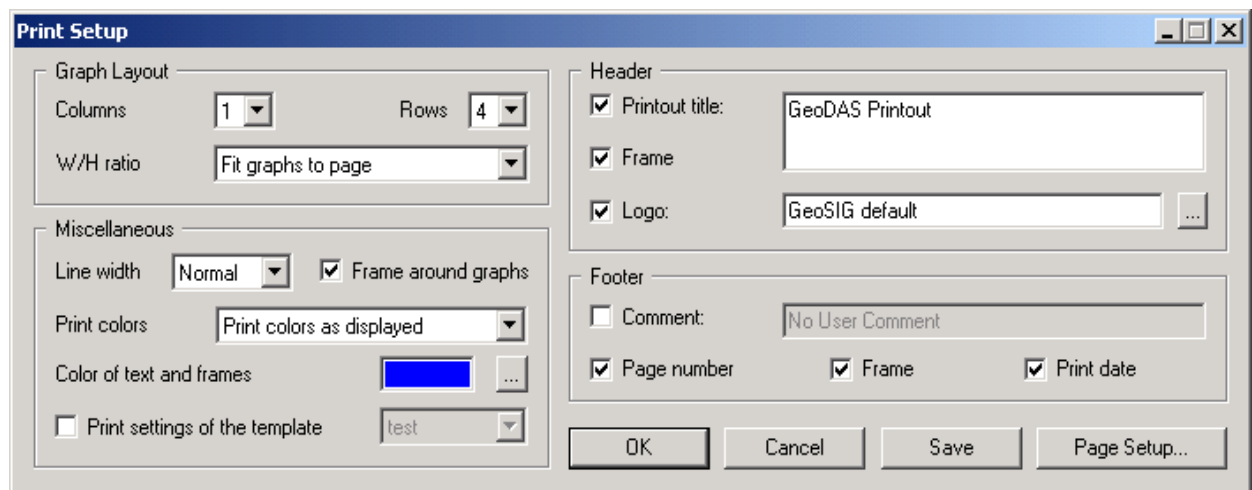 Print Setup
Graph Layout
Columns 1 Rows 4
W/H ratio Fit graphs to page
Miscellaneous
Line width Normal Frame around graphs
Print colors Print colors as displayed
Color of text and frames ...
Print settings of the template test
Header
Printout title: GeoDAS Printout
Frame
Logo: GeoSIG default ...
Footer
Comment: No User Comment
Page number Frame Print date
OK Cancel Save Page Setup...